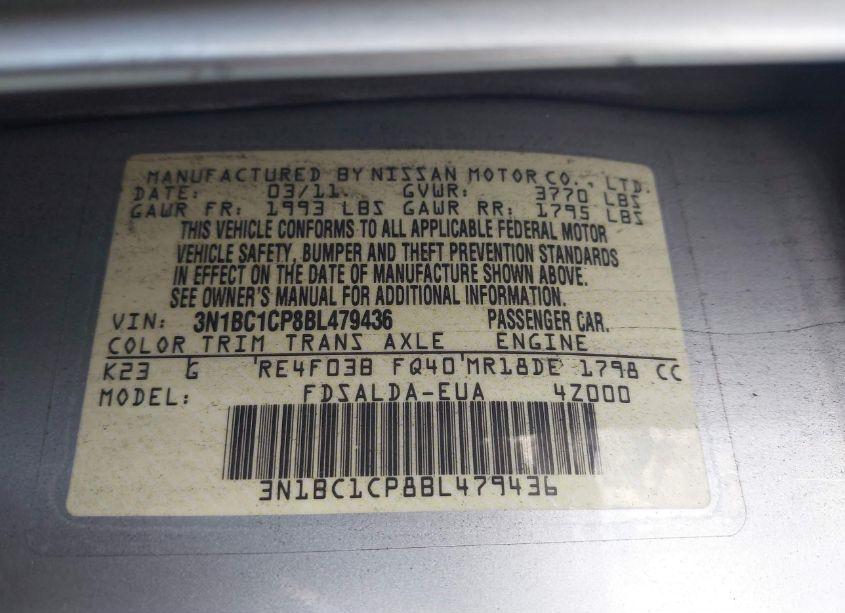 MANUFACTURED BY NISSAN MOTOR CO., LTD.
DATE: 03/11 GVWR: 3770 LBS
GAWR FR: 1993 LBS GAWR RR: 1795 LBS
THIS VEHICLE CONFORMS TO ALL APPLICABLE FEDERAL MOTOR
VEHICLE SAFETY, BUMPER AND THEFT PREVENTION STANDARDS
IN EFFECT ON THE DATE OF MANUFACTURE SHOWN ABOVE.
SEE OWNER'S MANUAL FOR ADDITIONAL INFORMATION.
VIN: 3N1BC1CP8BL479436 PASSENGER CAR.
COLOR TRIM TRANS AXLE ENGINE
K23 G RE4F03B FQ40 MR18DE 1798 CC
MODEL: FDSALDA-EUA 4Z000
3N1BC1CP8BL479436